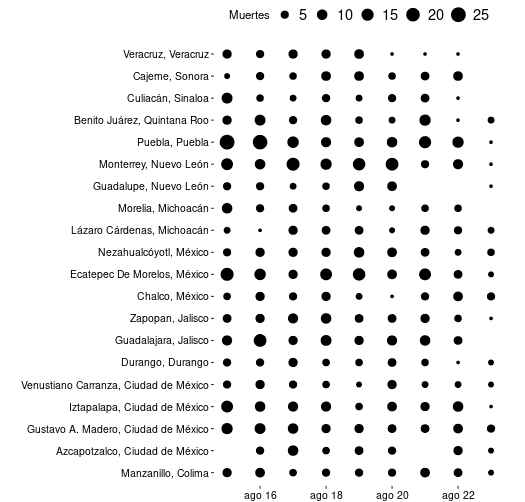 Muertes 5 10 15 20 25
Veracruz, Veracruz
Cajeme, Sonora
Culiacán, Sinaloa
Benito Juárez, Quintana Roo
Puebla, Puebla
Monterrey, Nuevo León
Guadalupe, Nuevo León
Morelia, Michoacán
Lázaro Cárdenas, Michoacán
Nezahualcóyotl, México
Ecatepec De Morelos, México
Chalco, México
Zapopan, Jalisco
Guadalajara, Jalisco
Durango, Durango
Venustiano Carranza, Ciudad de México
Iztapalapa, Ciudad de México
Gustavo A. Madero, Ciudad de México
Azcapotzalco, Ciudad de México
Manzanillo, Colima
ago 16 ago 18 ago 20 ago 22